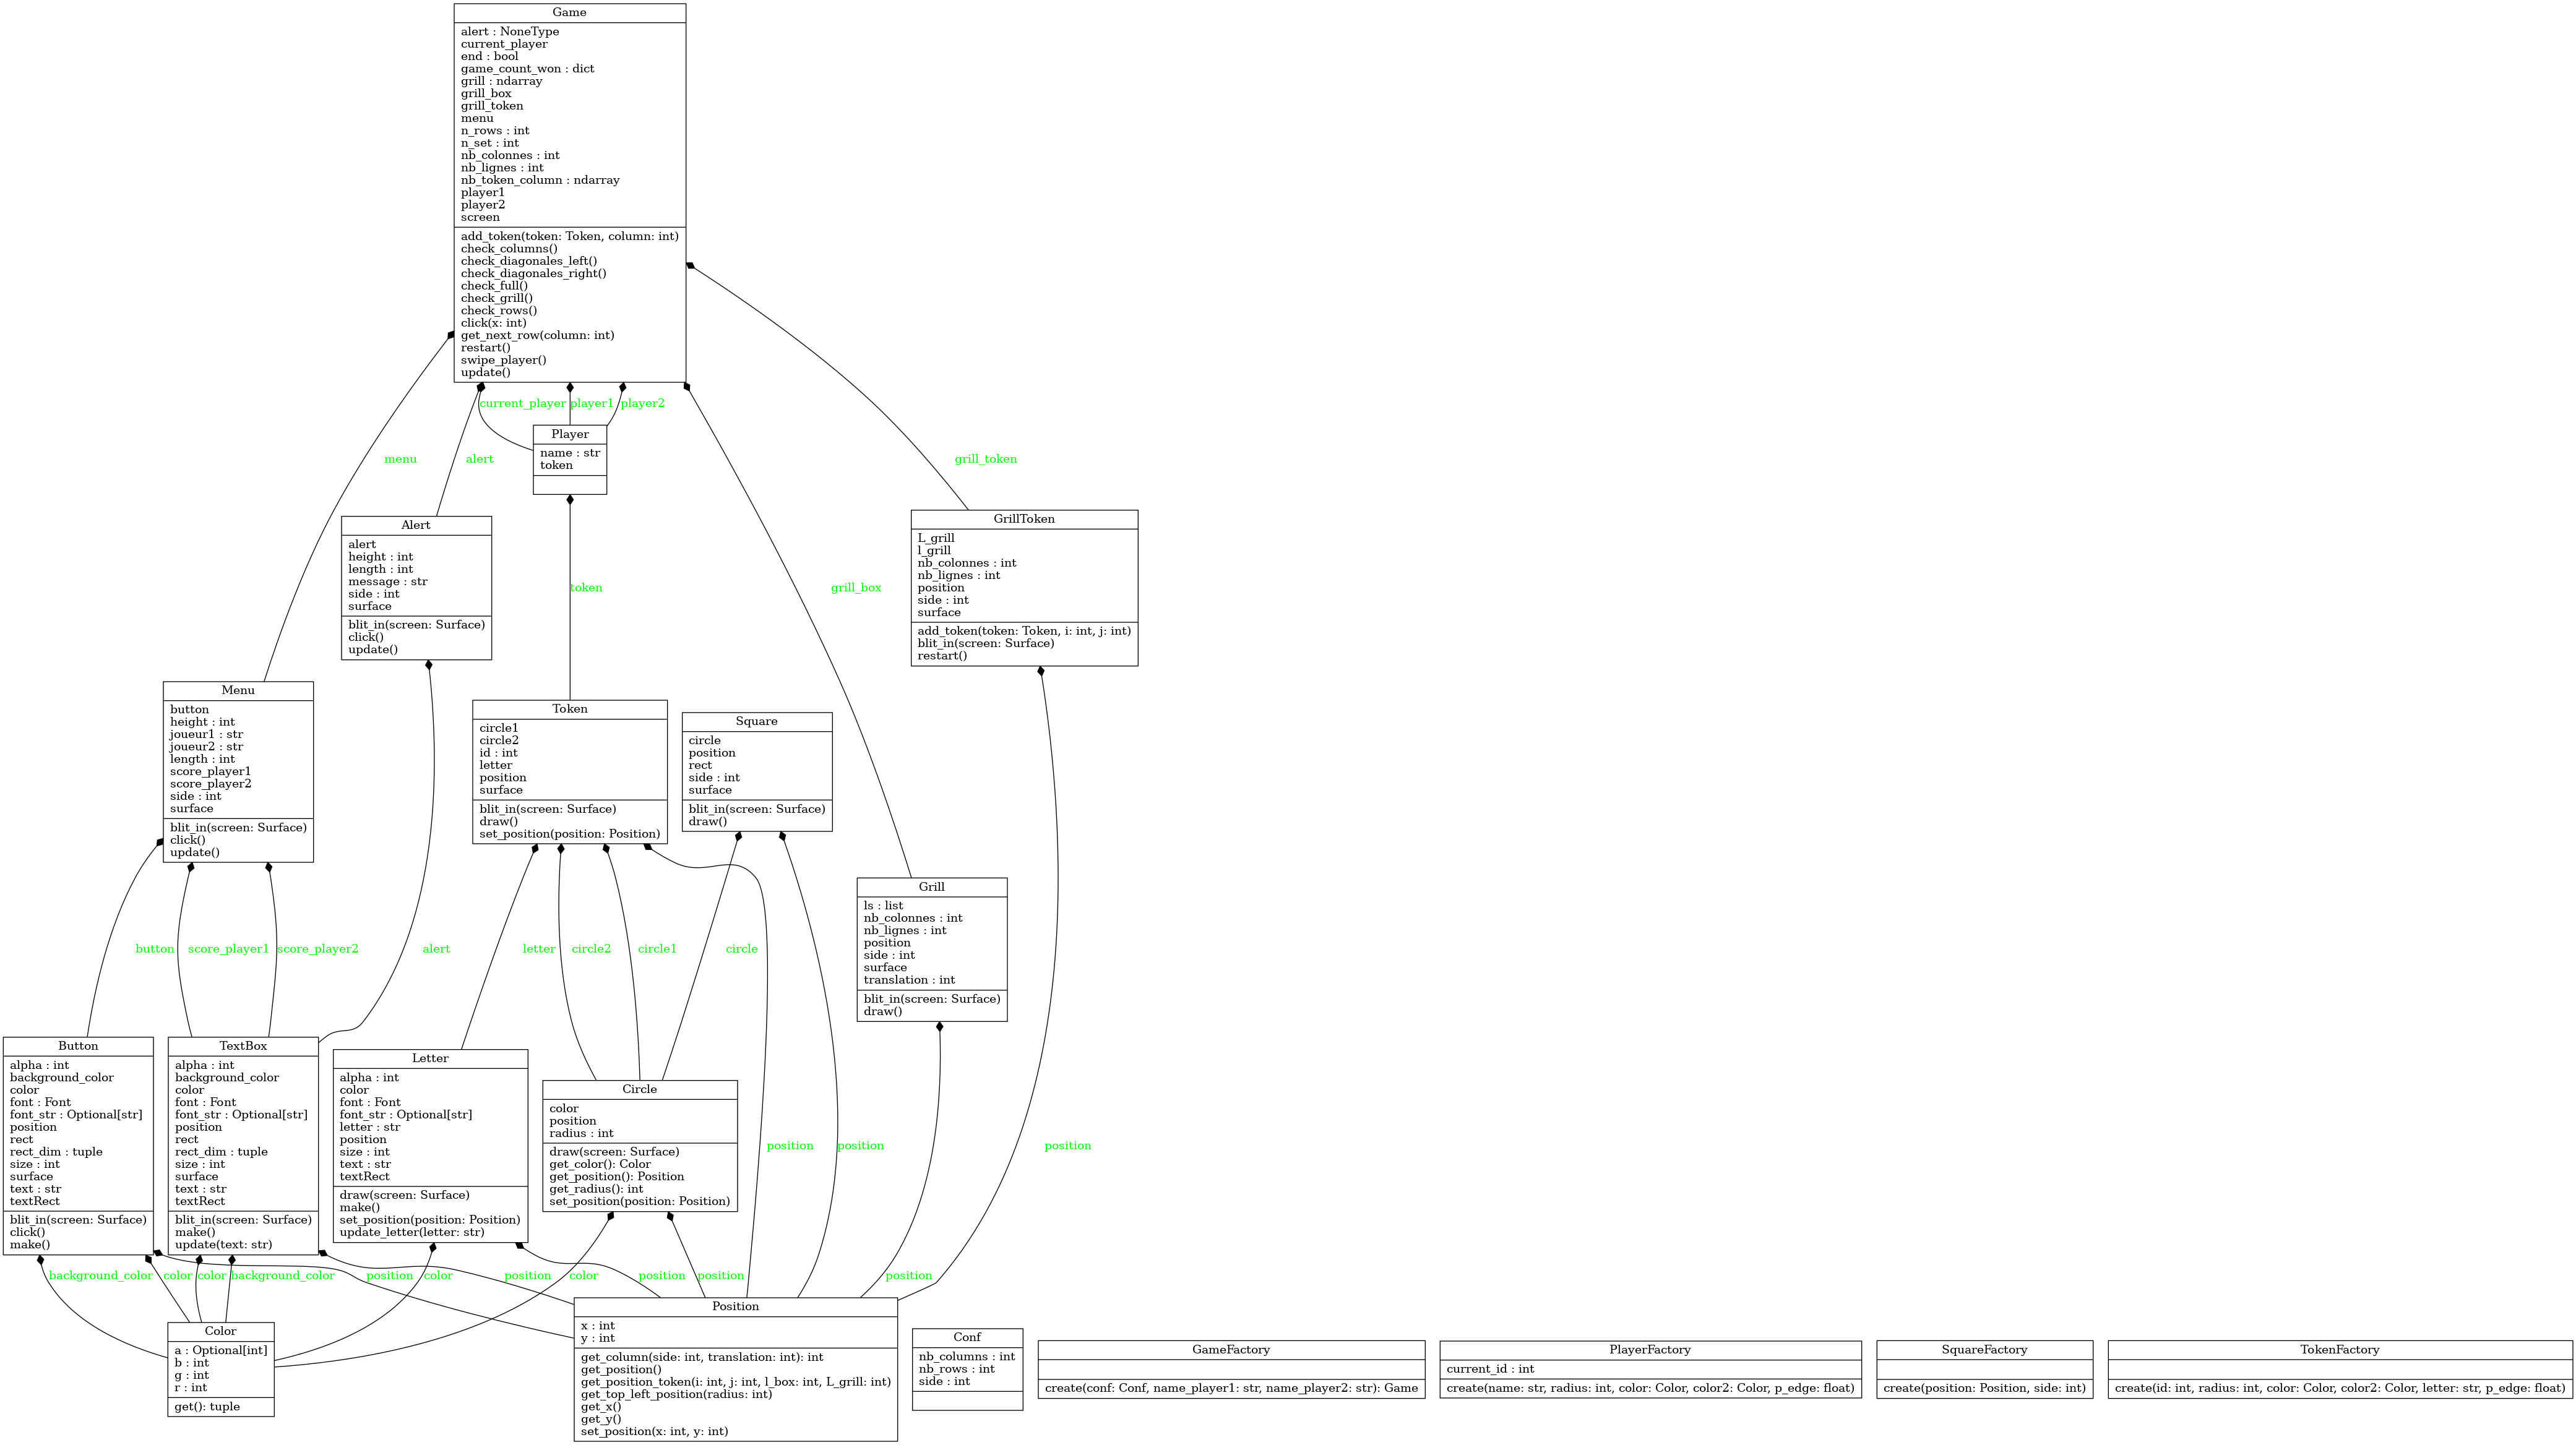 Game
alert : NoneType
current_player
end : bool
game_count_won : dict
grill : ndarray
grill_box
grill_token
menu
n_rows : int
n_set : int
nb_colonnes : int
nb_lignes : int
nb_token_column : ndarray
player1
player2
screen
add_token(token: Token, column: int)
check_columns()
check_diagonales_left()
check_diagonales_right()
check_full()
check_grill()
check_rows()
click(x: int)
get_next_row(column: int)
restart()
swipe_player()
update()
current_player
player1
player2
Player
name : str
token
menu
alert
grill_token
Alert
alert
height : int
length : int
message : str
side : int
surface
blit_in(screen: Surface)
click()
update()
token
grill_box
GrillToken
L_grill
l_grill
nb_colonnes : int
nb_lignes : int
position
side : int
surface
add_token(token: Token, i: int, j: int)
blit_in(screen: Surface)
restart()
Menu
button
height : int
joueur1 : str
joueur2 : str
length : int
score_player1
score_player2
side : int
surface
blit_in(screen: Surface)
click()
update()
Token
circle1
circle2
id : int
letter
position
surface
blit_in(screen: Surface)
draw()
set_position(position: Position)
Square
circle
position
rect
side : int
surface
blit_in(screen: Surface)
draw()
Grill
ls : list
nb_colonnes : int
nb_lignes : int
position
side : int
surface
translation : int
blit_in(screen: Surface)
draw()
button
score_player1
score_player2
alert
letter
circle2
circle1
circle
Button
alpha : int
background_color
color
font : Font
font_str : Optional[str]
position
rect
rect_dim : tuple
size : int
surface
text : str
textRect
blit_in(screen: Surface)
click()
make()
TextBox
alpha : int
background_color
color
font : Font
font_str : Optional[str]
position
rect
rect_dim : tuple
size : int
surface
text : str
textRect
blit_in(screen: Surface)
make()
update(text: str)
Letter
alpha : int
color
font : Font
font_str : Optional[str]
letter : str
position
size : int
text : str
textRect
draw(screen: Surface)
make()
set_position(position: Position)
update_letter(letter: str)
Circle
color
position
radius : int
draw(screen: Surface)
get_color(): Color
get_position(): Position
get_radius(): int
set_position(position: Position)
position
position
position
background_color
color
color
background_color
position
color
position
color
position
position
position
Color
a : Optional[int]
b : int
g : int
r : int
get(): tuple
Position
x : int
y : int
get_column(side: int, translation: int): int
get_position()
get_position_token(i: int, j: int, l_box: int, L_grill: int)
get_top_left_position(radius: int)
get_x()
get_y()
set_position(x: int, y: int)
Conf
nb_columns : int
nb_rows : int
side : int
GameFactory
create(conf: Conf, name_player1: str, name_player2: str): Game
PlayerFactory
current_id : int
create(name: str, radius: int, color: Color, color2: Color, p_edge: float)
SquareFactory
create(position: Position, side: int)
TokenFactory
create(id: int, radius: int, color: Color, color2: Color, letter: str, p_edge: float)